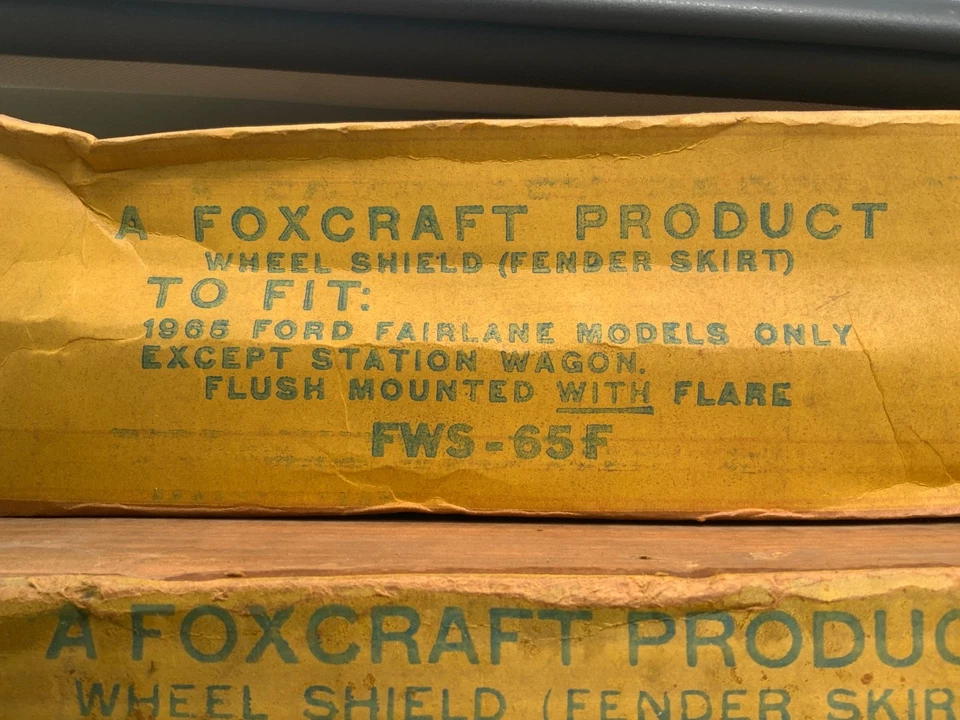 A FOXCRAFT PRODUCT
WHEEL SHIELD (FENDER SKIRT)
TO FIT:
1965 FORD FAIRLANE MODELS ONLY
EXCEPT STATION WAGON.
FLUSH MOUNTED WITH FLARE
FWS-65F
A FOXCRAFT PRODUC
WHEEL SHIELD (FENDER SKIR